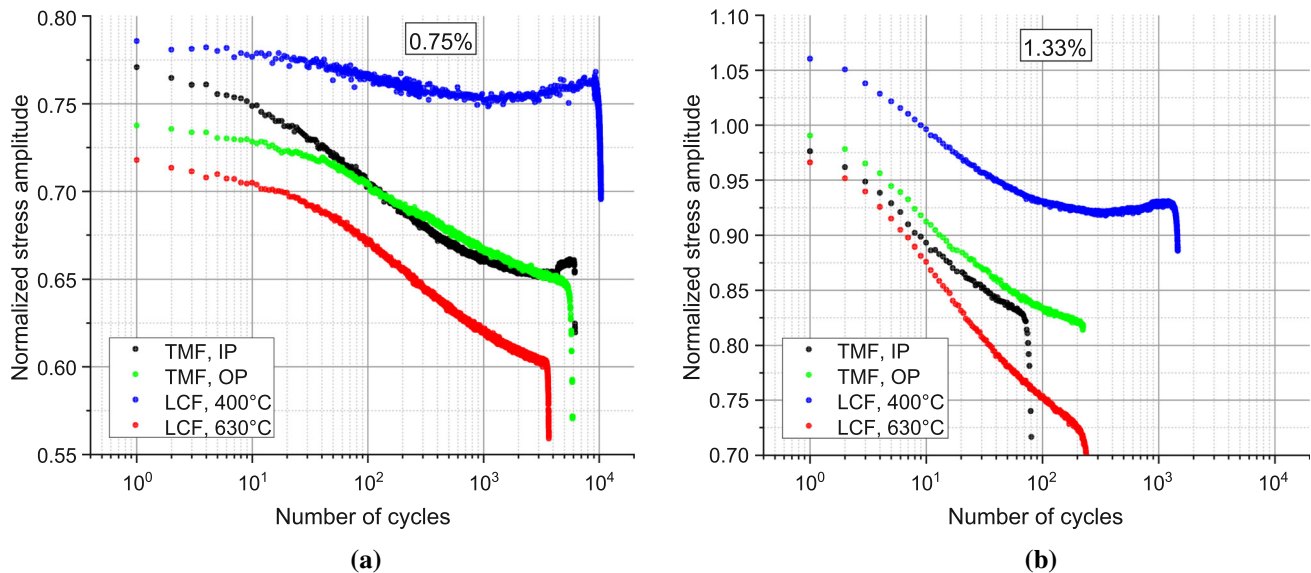 0.75%
Normalized stress amplitude
0.80
0.75
0.70
0.65
0.60
0.55
TMF, IP
TMF, OP
LCF, 400°C
LCF, 630°C
10⁰ 10¹ 10² 10³ 10⁴
Number of cycles
(a)
1.33%
Normalized stress amplitude
1.10
1.05
1.00
0.95
0.90
0.85
0.80
0.75
0.70
TMF, IP
TMF, OP
LCF, 400°C
LCF, 630°C
10⁰ 10¹ 10² 10³ 10⁴
Number of cycles
(b)